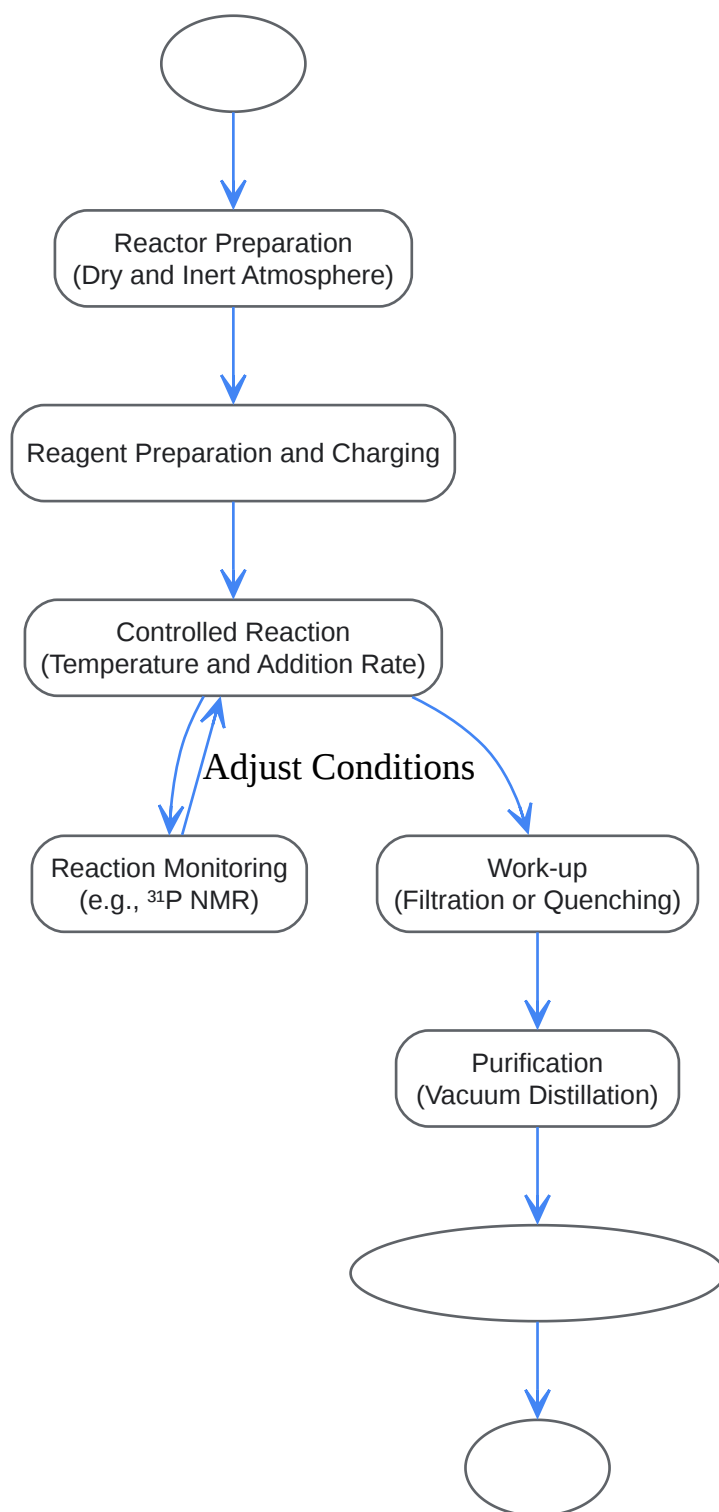 Reactor Preparation
(Dry and Inert Atmosphere)
Reagent Preparation and Charging
Controlled Reaction
(Temperature and Addition Rate)
Adjust Conditions
Reaction Monitoring
(e.g., ³¹P NMR)
Work-up
(Filtration or Quenching)
Purification
(Vacuum Distillation)